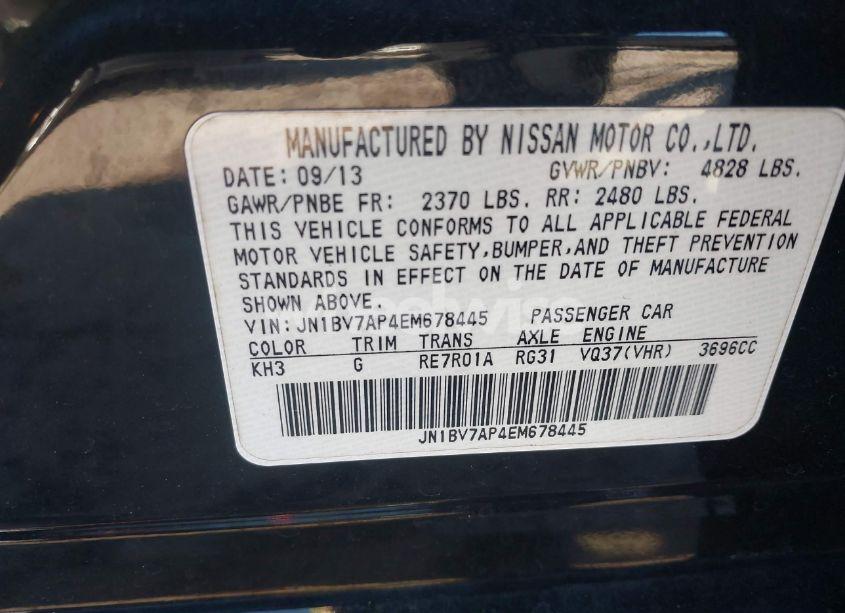 MANUFACTURED BY NISSAN MOTOR CO.,LTD.
DATE: 09/13 GVWR/PNBV: 4828 LBS.
GAWR/PNBE FR: 2370 LBS. RR: 2480 LBS.
THIS VEHICLE CONFORMS TO ALL APPLICABLE FEDERAL
MOTOR VEHICLE SAFETY,BUMPER,AND THEFT PREVENTION
STANDARDS IN EFFECT ON THE DATE OF MANUFACTURE
SHOWN ABOVE.
VIN:JN1BV7AP4EM678445 PASSENGER CAR
COLOR TRIM TRANS AXLE ENGINE
KH3 G RE7R01A RG31 VQ37(VHR) 3696CC
JN1BV7AP4EM678445